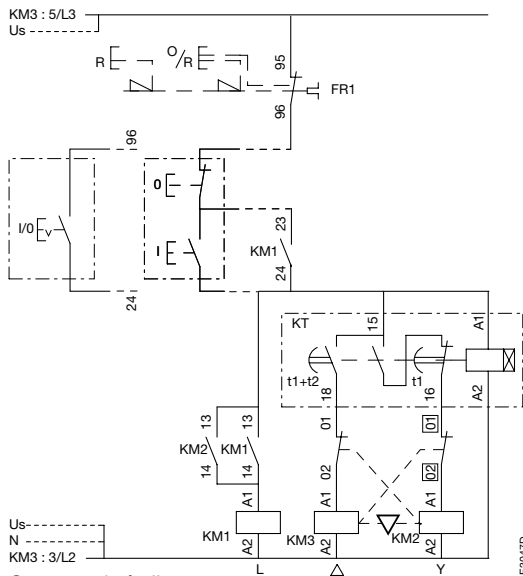 KM3 : 5/L3
Us
R
O/R
95
FR1
96
96
0
I/0
v
I
23
KM1
24
24
KT
15
A1
t1+t2
t1
18
16
A2
01
01
13
13
KM2
KM1
14
14
02
02
A1
A1
A1
KM1
KM3
KM2
A2
A2
A2
Us
N
KM3 : 3/L2
L
Y